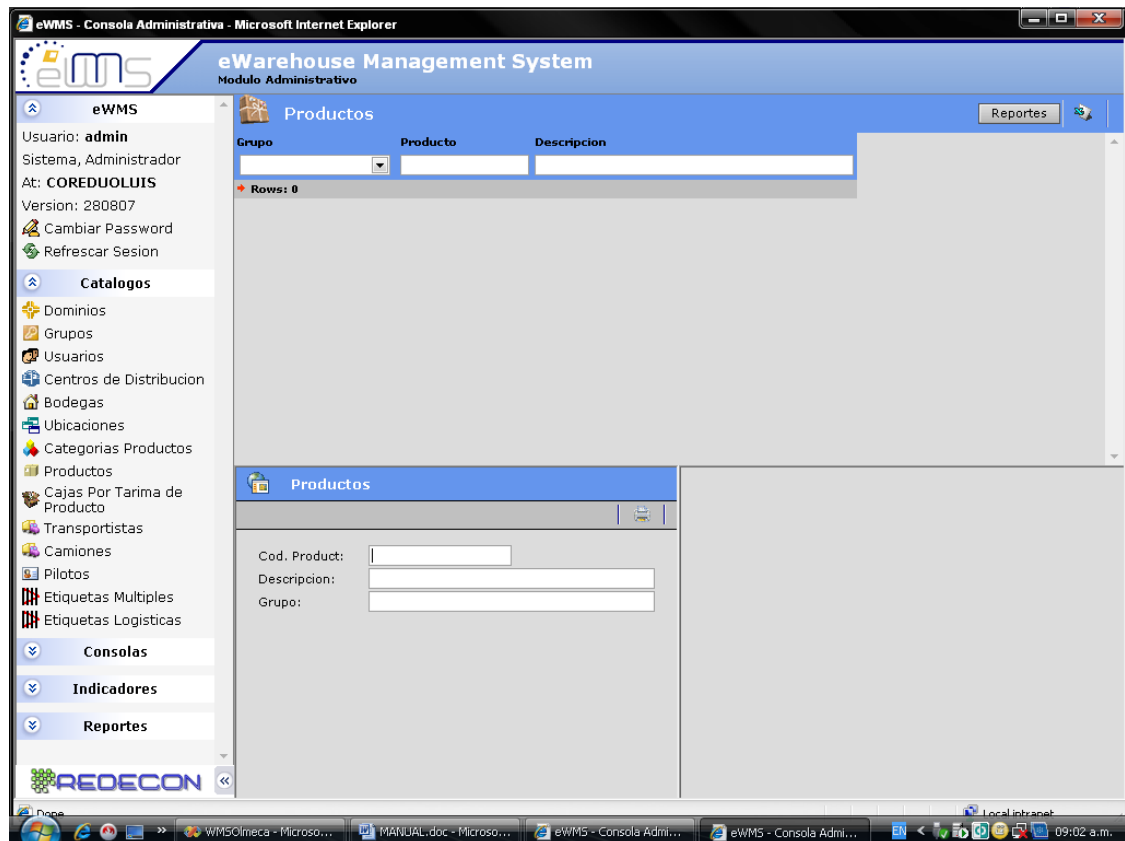 eWMS - Consola Administrativa - Microsoft Internet Explorer
eWMS
eWarehouse Management System
Modulo Administrativo
eWMS
Usuario: admin
Sistema, Administrador
At: COREDUOLUIS
Version: 280807
Cambiar Password
Refrescar Sesion
Catalogos
Dominios
Grupos
Usuarios
Centros de Distribucion
Bodegas
Ubicaciones
Categorias Productos
Productos
Cajas Por Tarima de
Producto
Transportistas
Camiones
Pilotos
Etiquetas Multiples
Etiquetas Logisticas
Consolas
Indicadores
Reportes
REDECON
Productos
Reportes
Grupo Producto Descripcion
Rows: 0
Productos
Cod. Product:
Descripcion:
Grupo:
Done
Local intranet
WMSOlmeca - Microso...
MANUAL.doc - Microso...
eWMS - Consola Admi...
eWMS - Consola Admi...
EN
09:02 a.m.